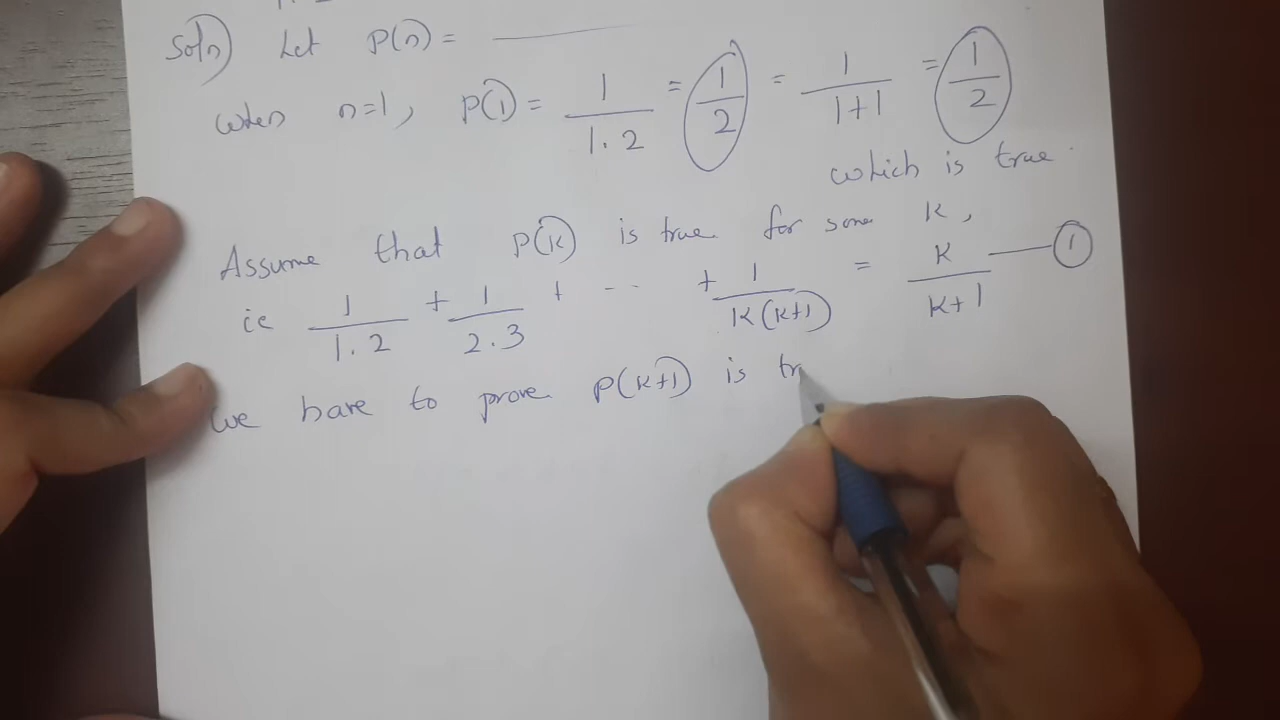 Soln) Let P(n) =
When n=1, P(1) = 1/1.2 = 1/2 = 1/1+1 = 1/2
which is true.
Assume that P(k) is true for some k,
ie 1/1.2 + 1/2.3 + ... + 1/k(k+1) = k/k+1 — 1
We have to prove P(k+1) is tr